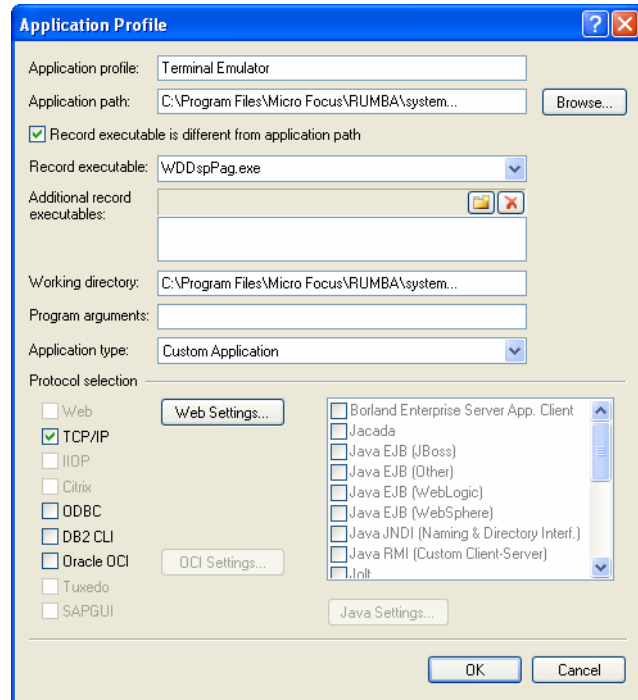 Application Profile
Application profile: Terminal Emulator
Application path: C:\Program Files\Micro Focus\RUMBA\system... Browse...
Record executable is different from application path
Record executable: WDDspPag.exe
Additional record
executables:
Working directory: C:\Program Files\Micro Focus\RUMBA\system...
Program arguments:
Application type: Custom Application
Protocol selection
Web
TCP/IP
IIOP
Citrix
ODBC
DB2 CLI
Oracle OCI
Tuxedo
SAPGUI
Web Settings...
OCI Settings...
Borland Enterprise Server App. Client
Jacada
Java EJB (JBoss)
Java EJB (Other)
Java EJB (WebLogic)
Java EJB (WebSphere)
Java JNDI (Naming & Directory Interf.)
Java RMI (Custom Client-Server)
Jolt
Java Settings...
OK Cancel